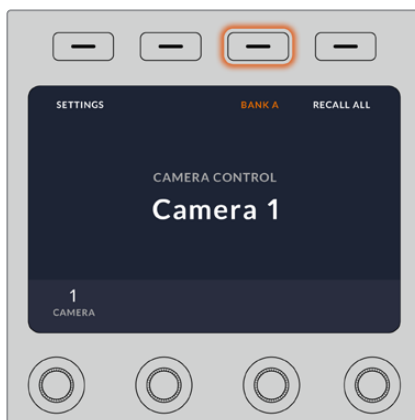 SETTINGS BANK A RECALL ALL
CAMERA CONTROL
Camera 1
1
CAMERA